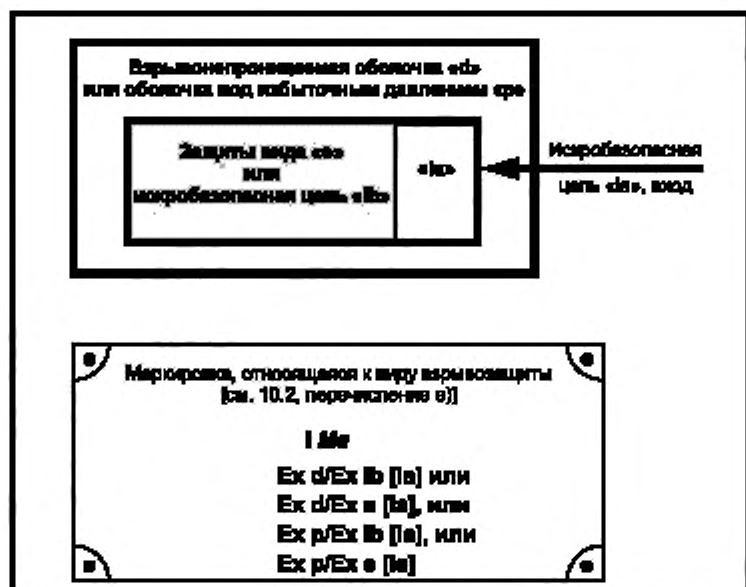 Взрывонепроницаемая оболочка «d»
или оболочка под избыточным давлением «p»
Защиты вида «e»
или
искробезопасная цепь «ib»
«ia»
Искробезопасная
цепь «ia», вход
Маркировка, относящаяся к виду взрывозащиты
[см. 10.2, перечисление e)]
I Ma
Ex d/Ex ib [ia] или
Ex d/Ex e [ia], или
Ex p/Ex ib [ia], или
Ex p/Ex e [ia]